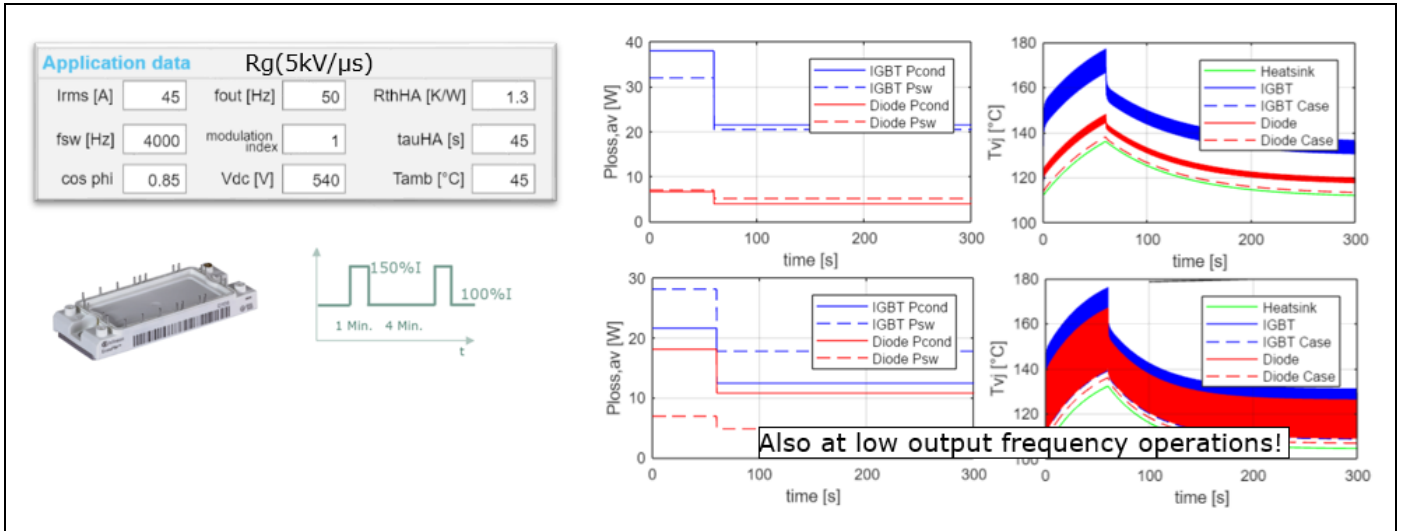 Application data
Rg(5kV/µs)
Irms [A] 45 fout [Hz] 50 RthHA [K/W] 1.3
fsw [Hz] 4000 modulation index 1 tauHA [s] 45
cos phi 0.85 Vdc [V] 540 Tamb [°C] 45
150%I
100%I
1 Min. 4 Min.
t
40
30
20
10
0
Ploss,av [W]
IGBT Pcond
IGBT Psw
Diode Pcond
Diode Psw
0 100 200 300
time [s]
180
160
140
120
100
Tvj [°C]
Heatsink
IGBT
IGBT Case
Diode
Diode Case
0 100 200 300
time [s]
30
20
10
0
Ploss,av [W]
IGBT Pcond
IGBT Psw
Diode Pcond
Diode Psw
0 100 200 300
time [s]
180
160
140
120
100
Tvj [°C]
Heatsink
IGBT
IGBT Case
Diode
Diode Case
Also at low output frequency operations!
0 100 200 300
time [s]